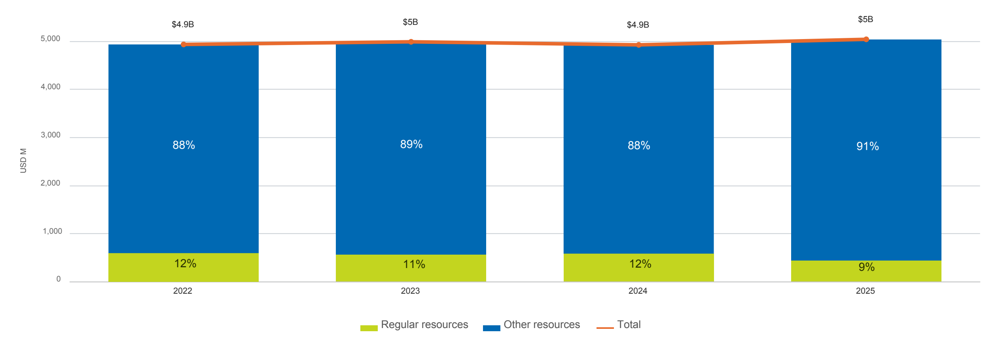 $4.9B
$5B
$4.9B
$5B
5,000
4,000
3,000
2,000
1,000
0
USD M
88%
89%
88%
91%
12%
11%
12%
9%
2022
2023
2024
2025
Regular resources
Other resources
Total